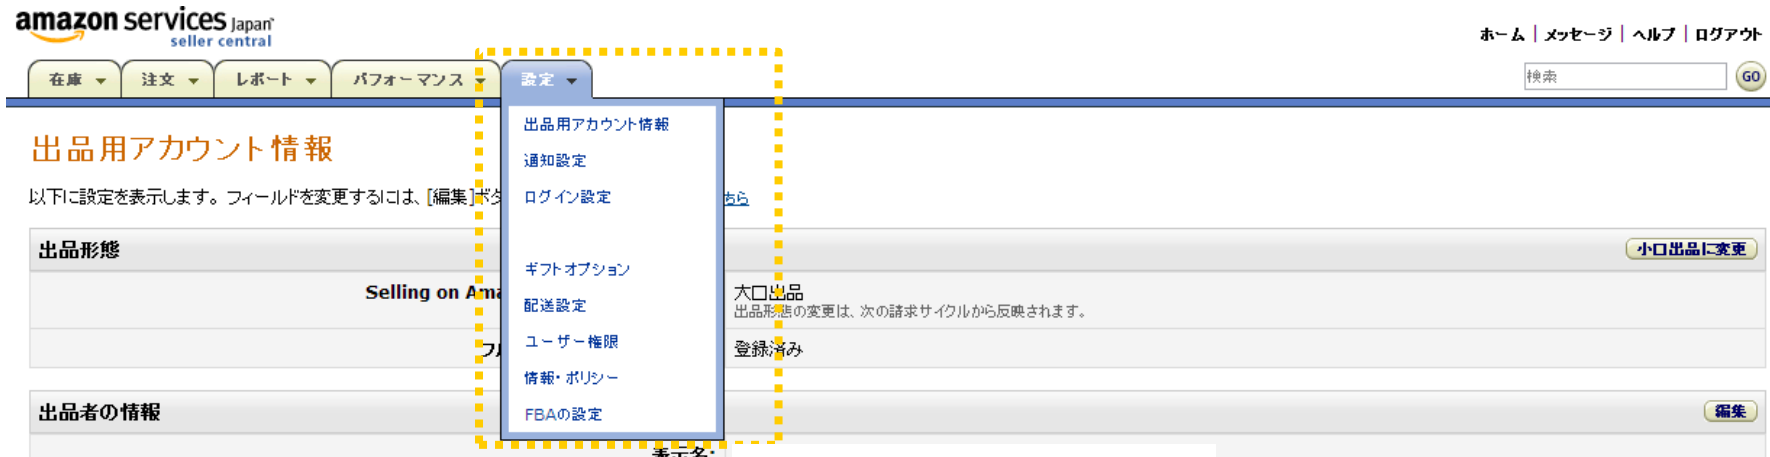 amazon services Japan
seller central
ホーム | メッセージ | ヘルプ | ログアウト
在庫 注文 レポート パフォーマンス 設定
検索 GO
出品用アカウント情報
通知設定
ログイン設定
ギフトオプション
配送設定
ユーザー権限
情報・ポリシー
FBAの設定
出品用アカウント情報
以下に設定を表示します。フィールドを変更するには、[編集]ボタ
ちら
出品形態 小口出品に変更
Selling on Ama 大口出品
出品形態の変更は、次の請求サイクルから反映されます。
フル 登録済み
出品者の情報 編集
表示名: